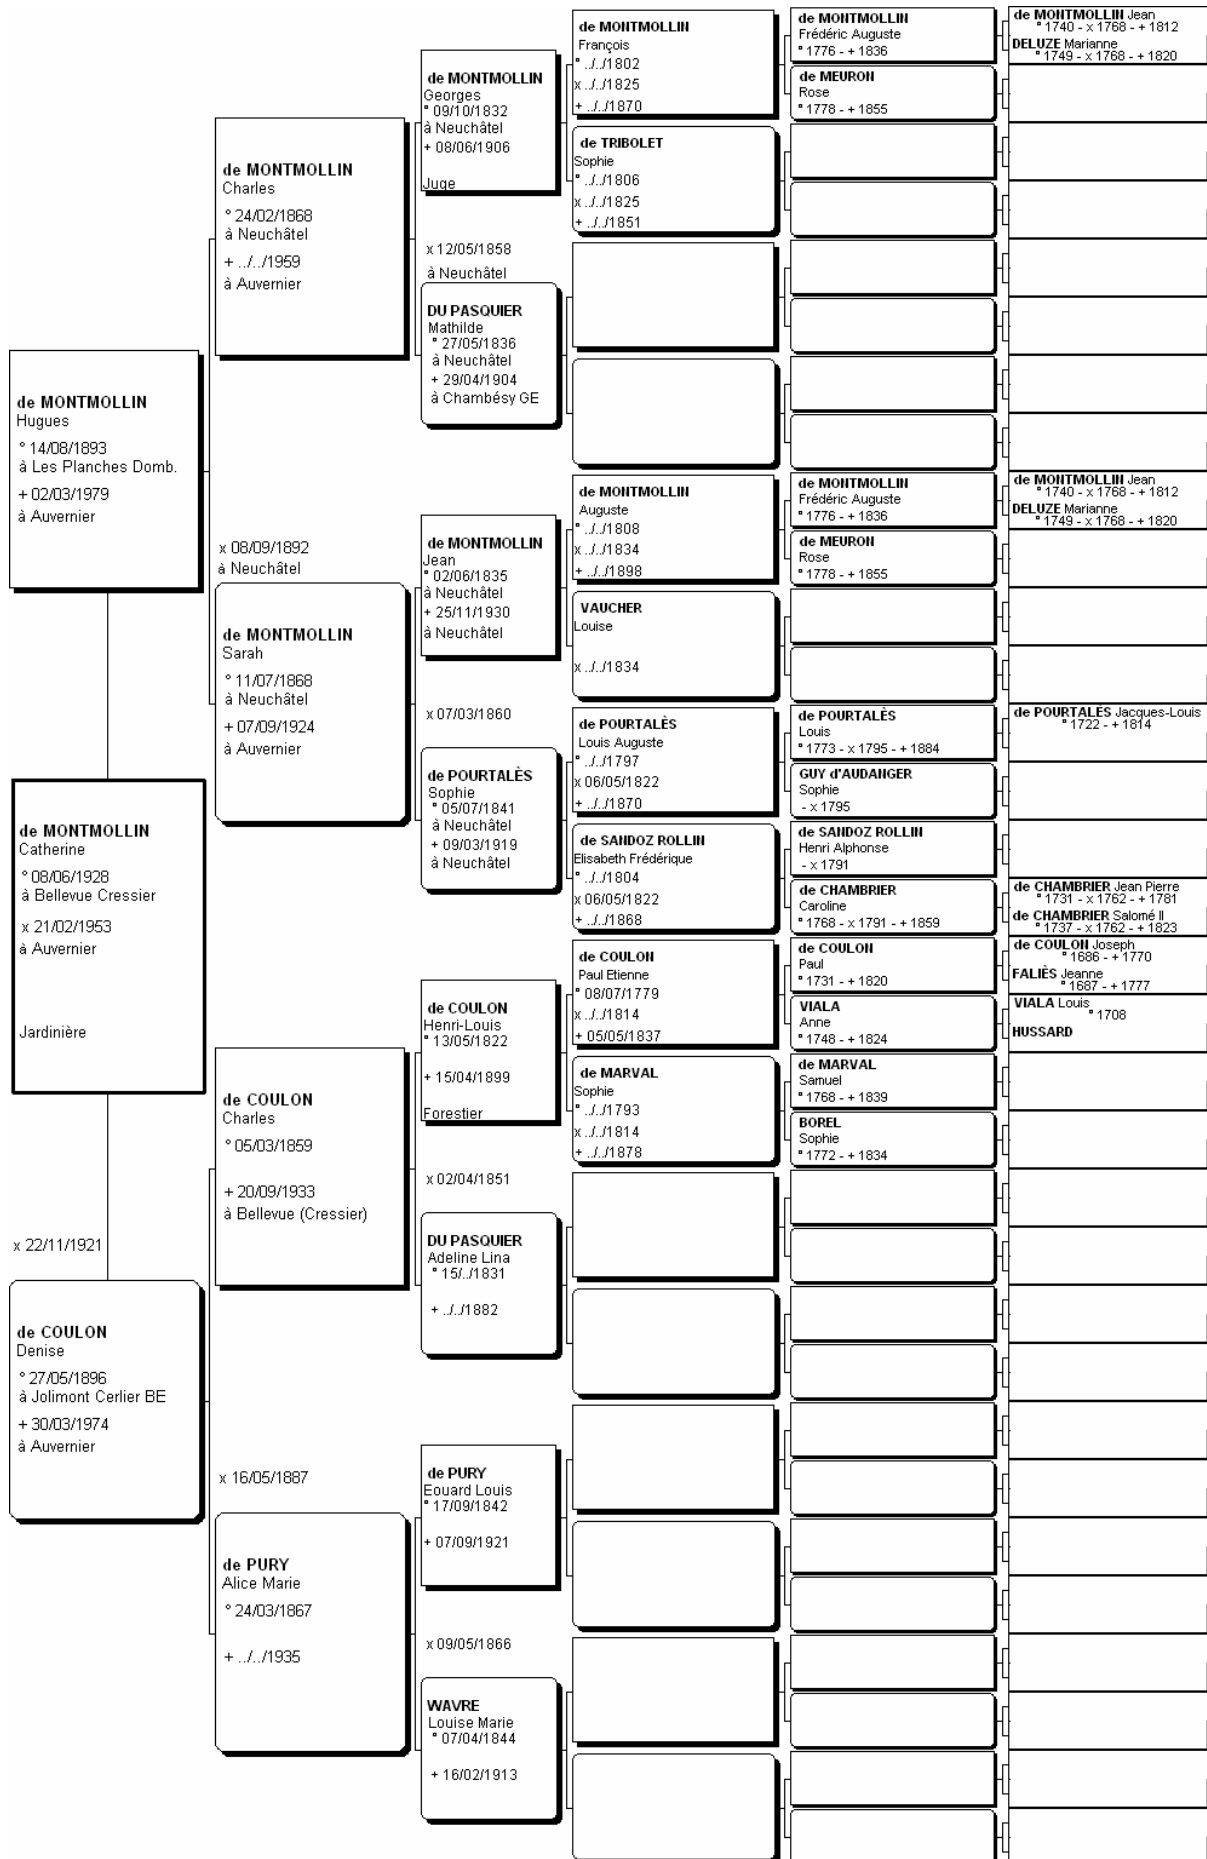 de MONTMOLLIN
Catherine
° 08/06/1928
à Bellevue Cressier
x 21/02/1953
à Auvernier
Jardinière
de MONTMOLLIN
Hugues
° 14/08/1893
à Les Planches Domb.
+ 02/03/1979
à Auvernier
x 22/11/1921
de COULON
Denise
° 27/05/1896
à Jolimont Cerlier BE
+ 30/03/1974
à Auvernier
de MONTMOLLIN
Charles
° 24/02/1868
à Neuchâtel
+ ../../1959
à Auvernier
x 08/09/1892
à Neuchâtel
de MONTMOLLIN
Sarah
° 11/07/1868
à Neuchâtel
+ 07/09/1924
à Auvernier
de COULON
Charles
° 05/03/1859
+ 20/09/1933
à Bellevue (Cressier)
x 16/05/1887
de PURY
Alice Marie
° 24/03/1867
+ ../../1935
de MONTMOLLIN
Georges
° 09/10/1832
à Neuchâtel
+ 08/06/1906
Juge
x 12/05/1858
à Neuchâtel
DU PASQUIER
Mathilde
° 27/05/1836
à Neuchâtel
+ 29/04/1904
à Chambésy GE
de MONTMOLLIN
Jean
° 02/06/1835
à Neuchâtel
+ 25/11/1930
à Neuchâtel
x 07/03/1860
de POURTALÈS
Sophie
° 05/07/1841
à Neuchâtel
+ 09/03/1919
à Neuchâtel
de COULON
Henri-Louis
° 13/05/1822
+ 15/04/1899
Forestier
x 02/04/1851
DU PASQUIER
Adeline Lina
° 15/../1831
+ ../../1882
de PURY
Eouard Louis
° 17/09/1842
+ 07/09/1921
x 09/05/1866
WAVRE
Louise Marie
° 07/04/1844
+ 16/02/1913
de MONTMOLLIN
François
° ../../1802
x ../../1825
+ ../../1870
de TRIBOLET
Sophie
° ../../1806
x ../../1825
+ ../../1851
de MONTMOLLIN
Auguste
° ../../1808
x ../../1834
+ ../../1898
VAUCHER
Louise
x ../../1834
de POURTALÈS
Louis Auguste
° ../../1797
x 06/05/1822
+ ../../1870
de SANDOZ ROLLIN
Elisabeth Frédérique
° ../../1804
x 06/05/1822
+ ../../1868
de COULON
Paul Etienne
° 08/07/1779
x ../../1814
+ 05/05/1837
de MARVAL
Sophie
° ../../1793
x ../../1814
+ ../../1878
de MONTMOLLIN
Frédéric Auguste
° 1776 - + 1836
de MEURON
Rose
° 1778 - + 1855
de MONTMOLLIN
Frédéric Auguste
° 1776 - + 1836
de MEURON
Rose
° 1778 - + 1855
de POURTALÈS
Louis
° 1773 - x 1795 - + 1884
GUY d'AUDANGER
Sophie
- x 1795
de SANDOZ ROLLIN
Henri Alphonse
- x 1791
de CHAMBRIER
Caroline
° 1768 - x 1791 - + 1859
de COULON
Paul
° 1731 - + 1820
VIALA
Anne
° 1748 - + 1824
de MARVAL
Samuel
° 1768 - + 1839
BOREL
Sophie
° 1772 - + 1834
de MONTMOLLIN Jean
° 1740 - x 1768 - + 1812
DELUZE Marianne
° 1749 - x 1768 - + 1820
de MONTMOLLIN Jean
° 1740 - x 1768 - + 1812
DELUZE Marianne
° 1749 - x 1768 - + 1820
de POURTALÈS Jacques-Louis
° 1722 - + 1814
de CHAMBRIER Jean Pierre
° 1731 - x 1762 - + 1781
de CHAMBRIER Salomé II
° 1737 - x 1762 - + 1823
de COULON Joseph
° 1686 - + 1770
FALIÈS Jeanne
° 1687 - + 1777
VIALA Louis
° 1708
HUSSARD